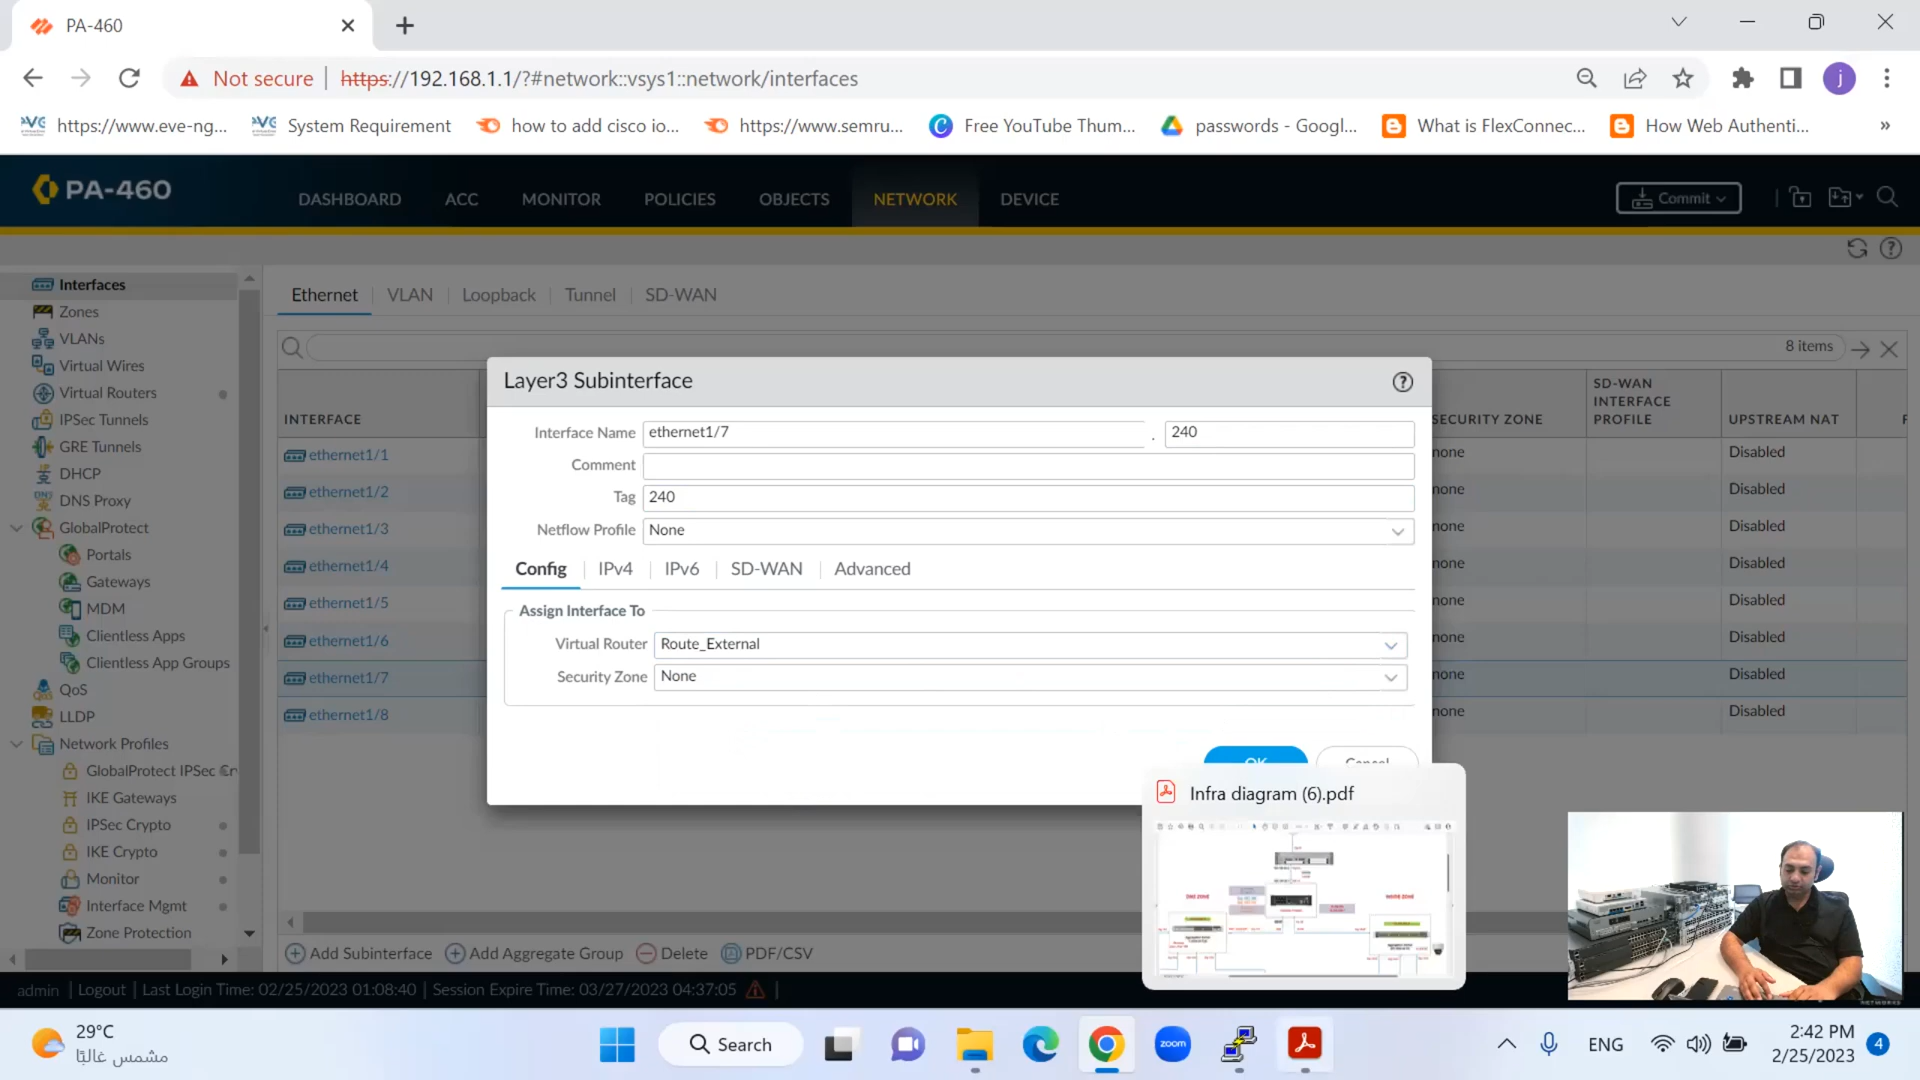 PA-460
Not secure
https://192.168.1.1/?#network::vsys1::network/interfaces
j
https://www.eve-ng...
System Requirement
how to add cisco io...
https://www.semru...
Free YouTube Thum...
passwords - Googl...
What is FlexConnec...
How Web Authenti...
»
PA-460
DASHBOARD
ACC
MONITOR
POLICIES
OBJECTS
NETWORK
DEVICE
Commit
Interfaces
Zones
VLANs
Virtual Wires
Virtual Routers
IPSec Tunnels
GRE Tunnels
DHCP
DNS Proxy
GlobalProtect
Portals
Gateways
MDM
Clientless Apps
Clientless App Groups
QoS
LLDP
Network Profiles
GlobalProtect IPSec Cr
IKE Gateways
IPSec Crypto
IKE Crypto
Monitor
Interface Mgmt
Zone Protection
Ethernet
VLAN
Loopback
Tunnel
SD-WAN
8 items
INTERFACE
SECURITY ZONE
SD-WAN
INTERFACE
PROFILE
UPSTREAM NAT
ethernet1/1
none
Disabled
ethernet1/2
none
Disabled
ethernet1/3
none
Disabled
ethernet1/4
none
Disabled
ethernet1/5
none
Disabled
ethernet1/6
none
Disabled
ethernet1/7
none
Disabled
ethernet1/8
none
Disabled
Layer3 Subinterface
Interface Name ethernet1/7 . 240
Comment
Tag 240
Netflow Profile None
Config
IPv4
IPv6
SD-WAN
Advanced
Assign Interface To
Virtual Router Route_External
Security Zone None
OK
Cancel
Infra diagram (6).pdf
DMZ ZONE
INSIDE ZONE
Add Subinterface
Add Aggregate Group
Delete
PDF/CSV
admin | Logout | Last Login Time: 02/25/2023 01:08:40 | Session Expire Time: 03/27/2023 04:37:05
29°C
مشمس غالبًا
Search
zoom
ENG
2:42 PM
2/25/2023
4